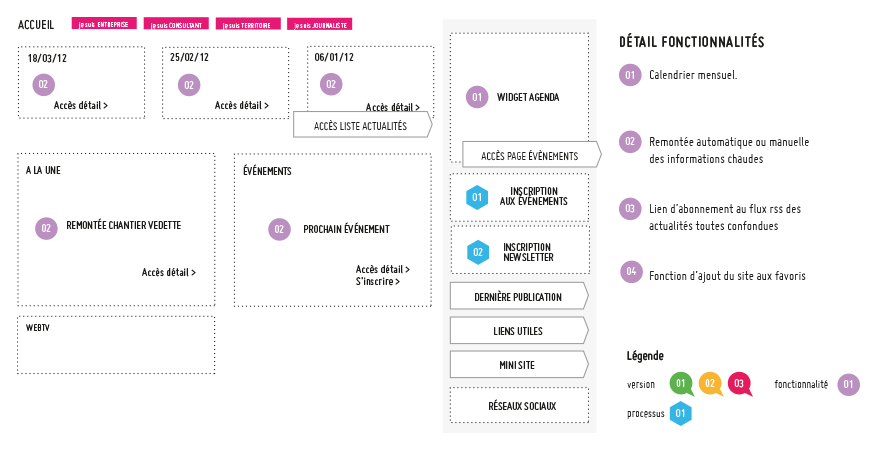 ACCUEIL
je suis ENTREPRISE
je suis CONSULTANT
je suis TERRITOIRE
je suis JOURNALISTE
18/03/12
02
Accès détail >
25/02/12
02
Accès détail >
06/01/12
02
Accès détail >
ACCÈS LISTE ACTUALITÉS
A LA UNE
02
REMONTÉE CHANTIER VEDETTE
Accès détail >
ÉVÉNEMENTS
02
PROCHAIN ÉVÉNEMENT
Accès détail >
S'inscrire >
WEBTV
01
WIDGET AGENDA
ACCÈS PAGE ÉVÈNEMENTS
01
INSCRIPTION
AUX ÉVÈNEMENTS
02
INSCRIPTION
NEWSLETTER
DERNIÈRE PUBLICATION
LIENS UTILES
MINI SITE
RÉSEAUX SOCIAUX
DÉTAIL FONCTIONNALITÉS
01
Calendrier mensuel.
02
Remontée automatique ou manuelle
des informations chaudes
03
Lien d'abonnement au flux rss des
actualités toutes confondues
04
Fonction d'ajout du site aux favoris
Légende
version
01
02
03
fonctionnalité
01
processus
01